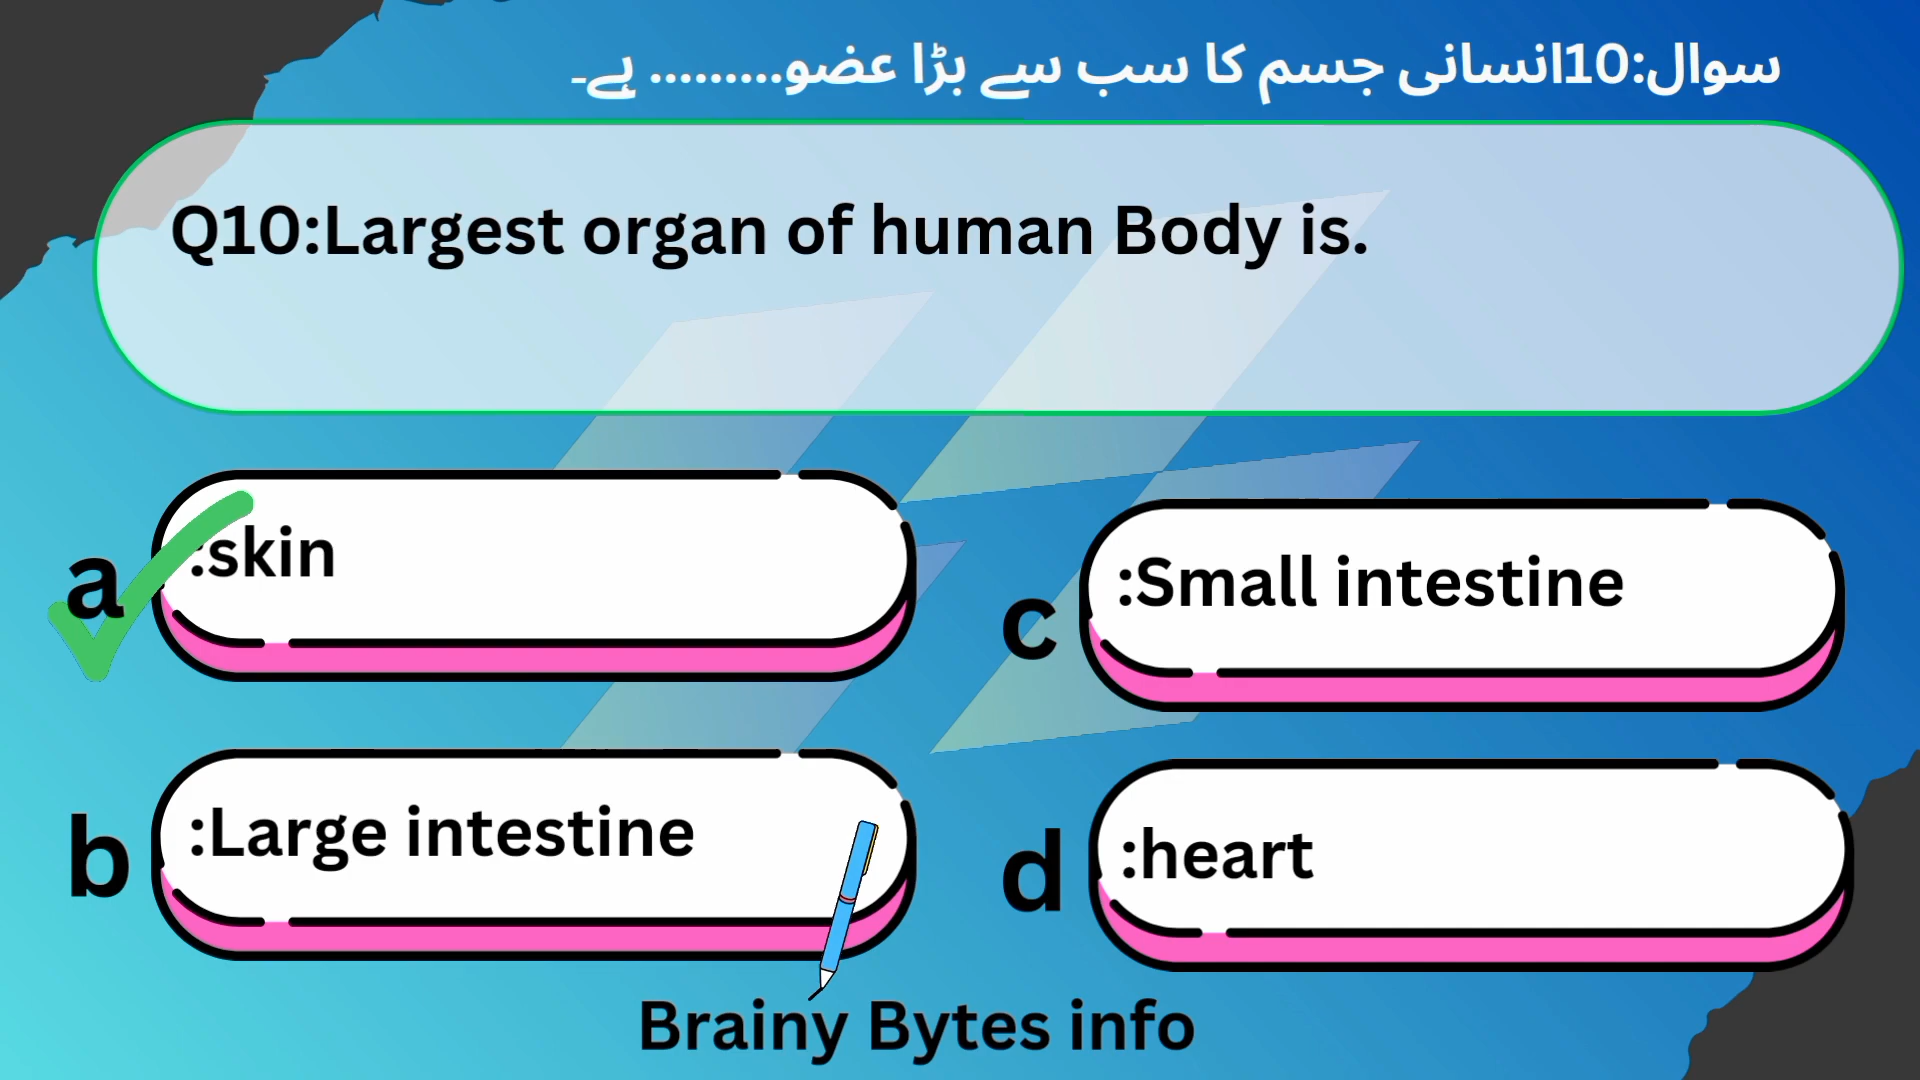 سوال:10انسانی جسم کا سب سے بڑا عضو......... ہے۔
Q10:Largest organ of human Body is.
a :skin
c :Small intestine
b :Large intestine
d :heart
Brainy Bytes info